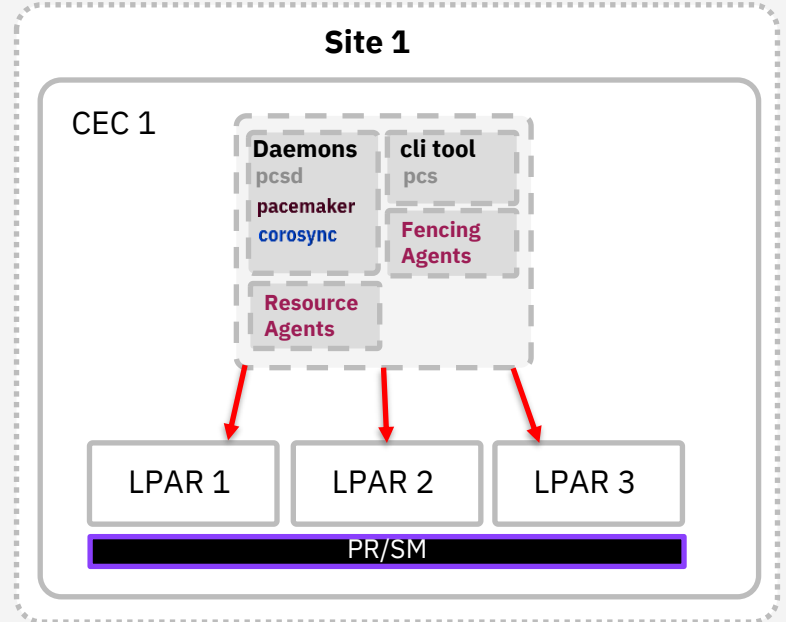 Site 1
CEC 1
Daemons
pcsd
pacemaker
corosync
cli tool
pcs
Fencing
Agents
Resource
Agents
LPAR 1
LPAR 2
LPAR 3
PR/SM